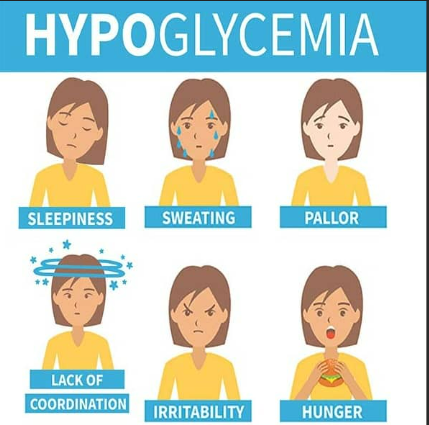 HYPOGLYCEMIA
SLEEPINESS
SWEATING
PALLOR
LACK OF
COORDINATION
IRRITABILITY
HUNGER